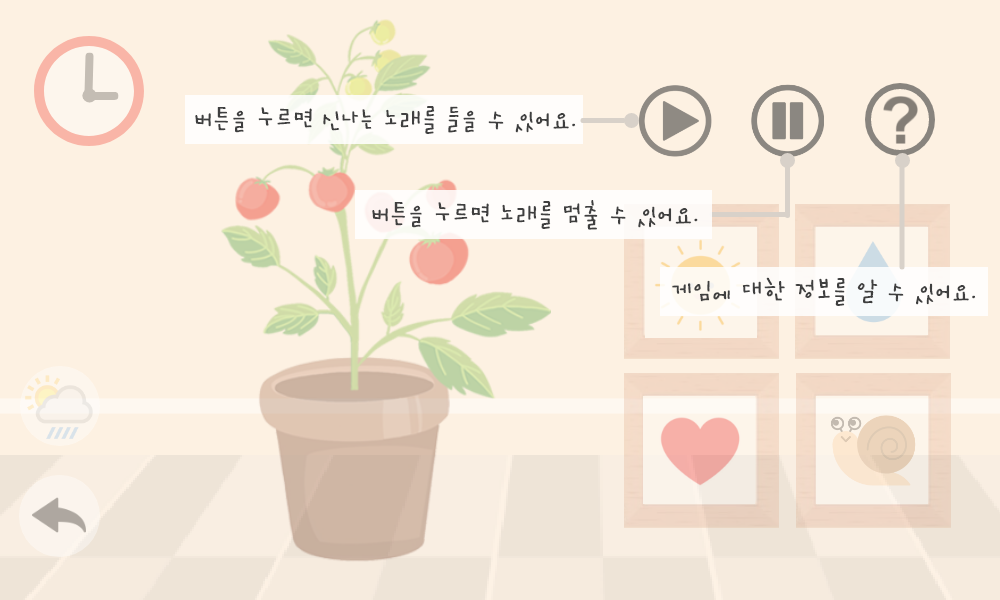 버튼을 누르면 신나는 노래를 들을 수 있어요.
버튼을 누르면 노래를 멈출 수 있어요.
게임에 대한 정보를 알 수 있어요.
?